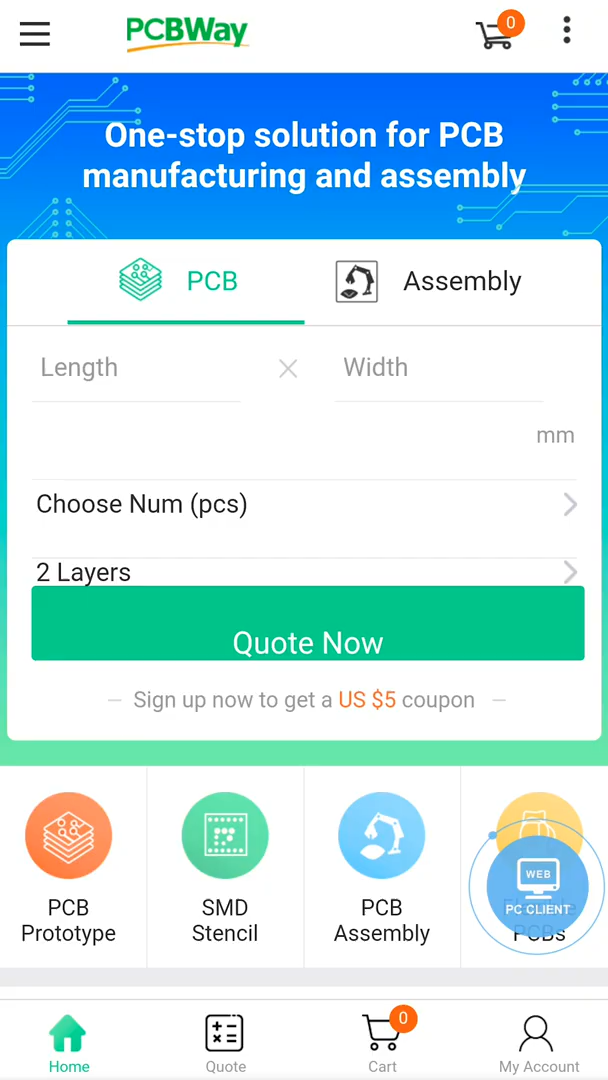 PCBWay
0
One-stop solution for PCB
manufacturing and assembly
PCB
Assembly
Length
Width
mm
Choose Num (pcs)
2 Layers
Quote Now
Sign up now to get a US $5 coupon
PCB
Prototype
SMD
Stencil
PCB
Assembly
WEB
PC CLIENT
PCBs
Home
Quote
0
Cart
My Account